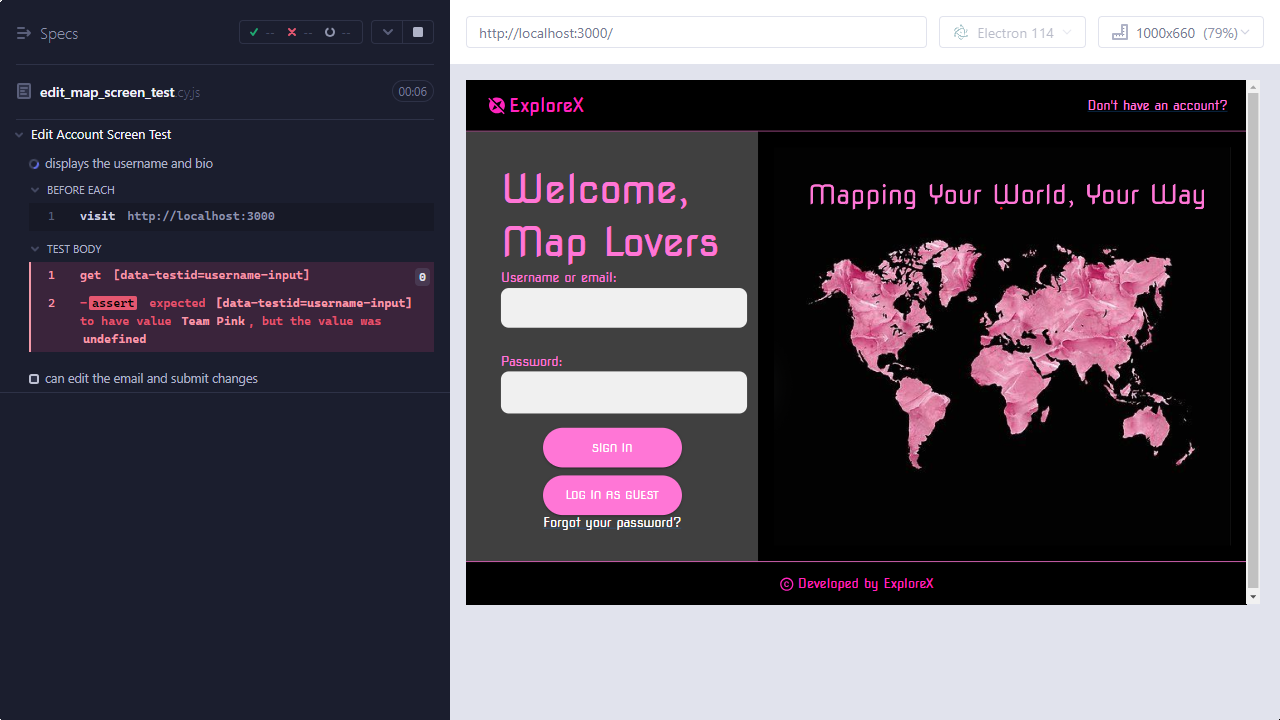 Specs
-- -- --
edit_map_screen_test.cy.js
00:06
Edit Account Screen Test
displays the username and bio
BEFORE EACH
1 visit http://localhost:3000
TEST BODY
1 get [data-testid=username-input] 0
2 -assert expected [data-testid=username-input]
to have value Team Pink, but the value was
undefined
can edit the email and submit changes
http://localhost:3000/
Electron 114
1000x660 (79%)
ExploreX
Don't have an account?
Welcome,
Map Lovers
Username or email:
Password:
SIGN IN
LOG IN AS GUEST
Forgot your password?
Mapping Your World, Your Way
© Developed by ExploreX